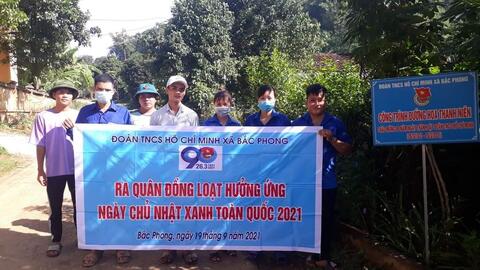 ĐOÀN TNCS HỒ CHÍ MINH XÃ BẮC PHONG
26.3
RA QUÂN ĐỒNG LOẠT HƯỞNG ỨNG
NGÀY CHỦ NHẬT XANH TOÀN QUỐC 2021
Bắc Phong, ngày 19 tháng 9 năm 2021
ĐOÀN TNCS HỒ CHÍ MINH XÃ BẮC PHONG
CÔNG TRÌNH ĐƯỜNG HOA THANH NIÊN